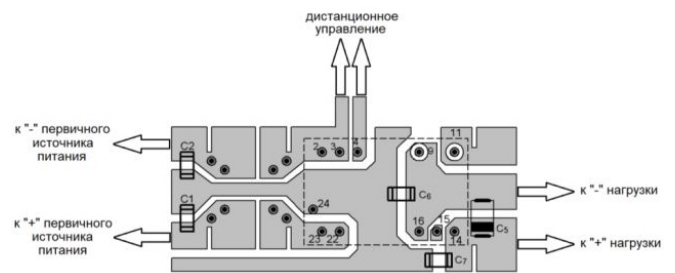 дистанционное
управление
к "-" первичного
источника
питания
C2
2 3 4
9
11
C1
24
C6
к "-" нагрузки
к "+" первичного
источника
питания
23 22
16 15
14
C5
к "+" нагрузки
C7